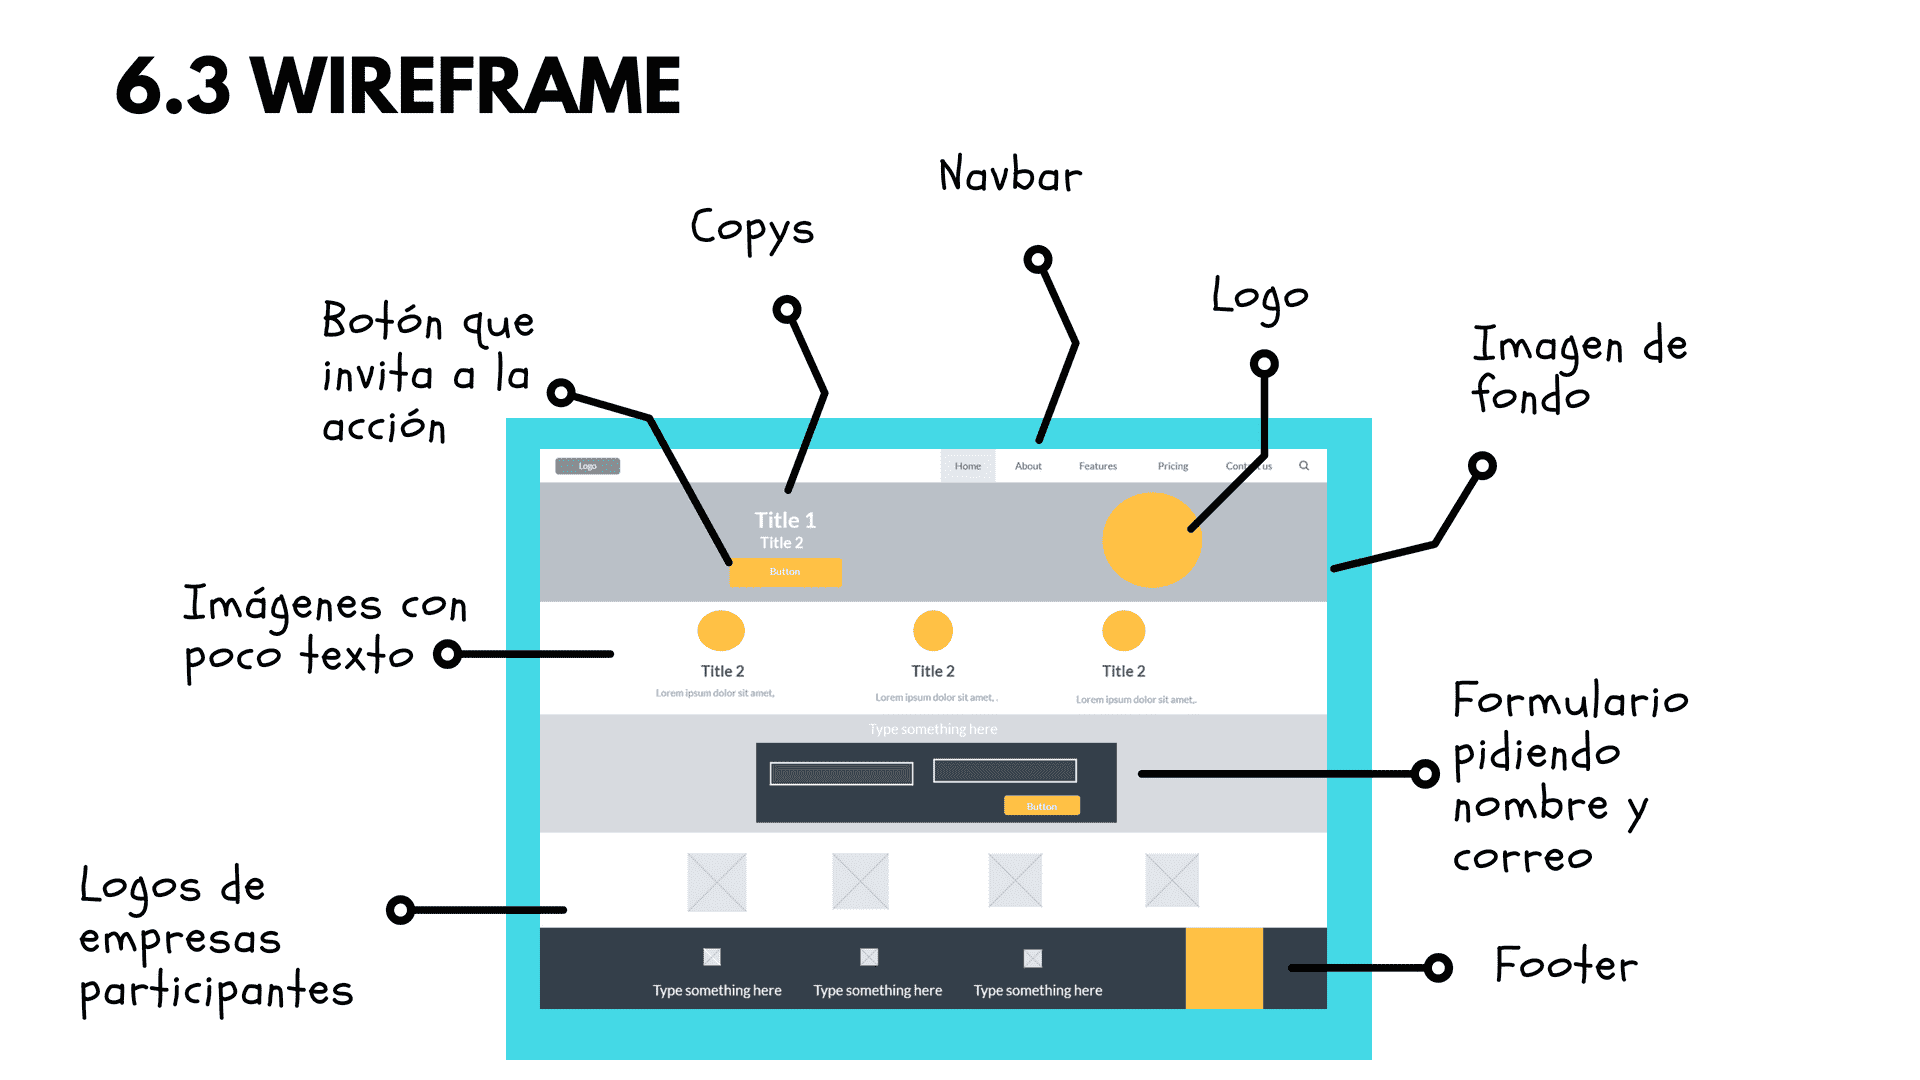 6.3 WIREFRAME
Navbar
Copys
Logo
Botón que
invita a la
acción
Imagen de
fondo
Logo
Home About Features Pricing Contact us
Title 1
Title 2
Button
Imágenes con
poco texto
Title 2 Title 2 Title 2
Lorem ipsum dolor sit amet, Lorem ipsum dolor sit amet, . Lorem ipsum dolor sit amet,.
Type something here
Button
Formulario
pidiendo
nombre y
correo
Logos de
empresas
participantes
Type something here Type something here Type something here
Footer